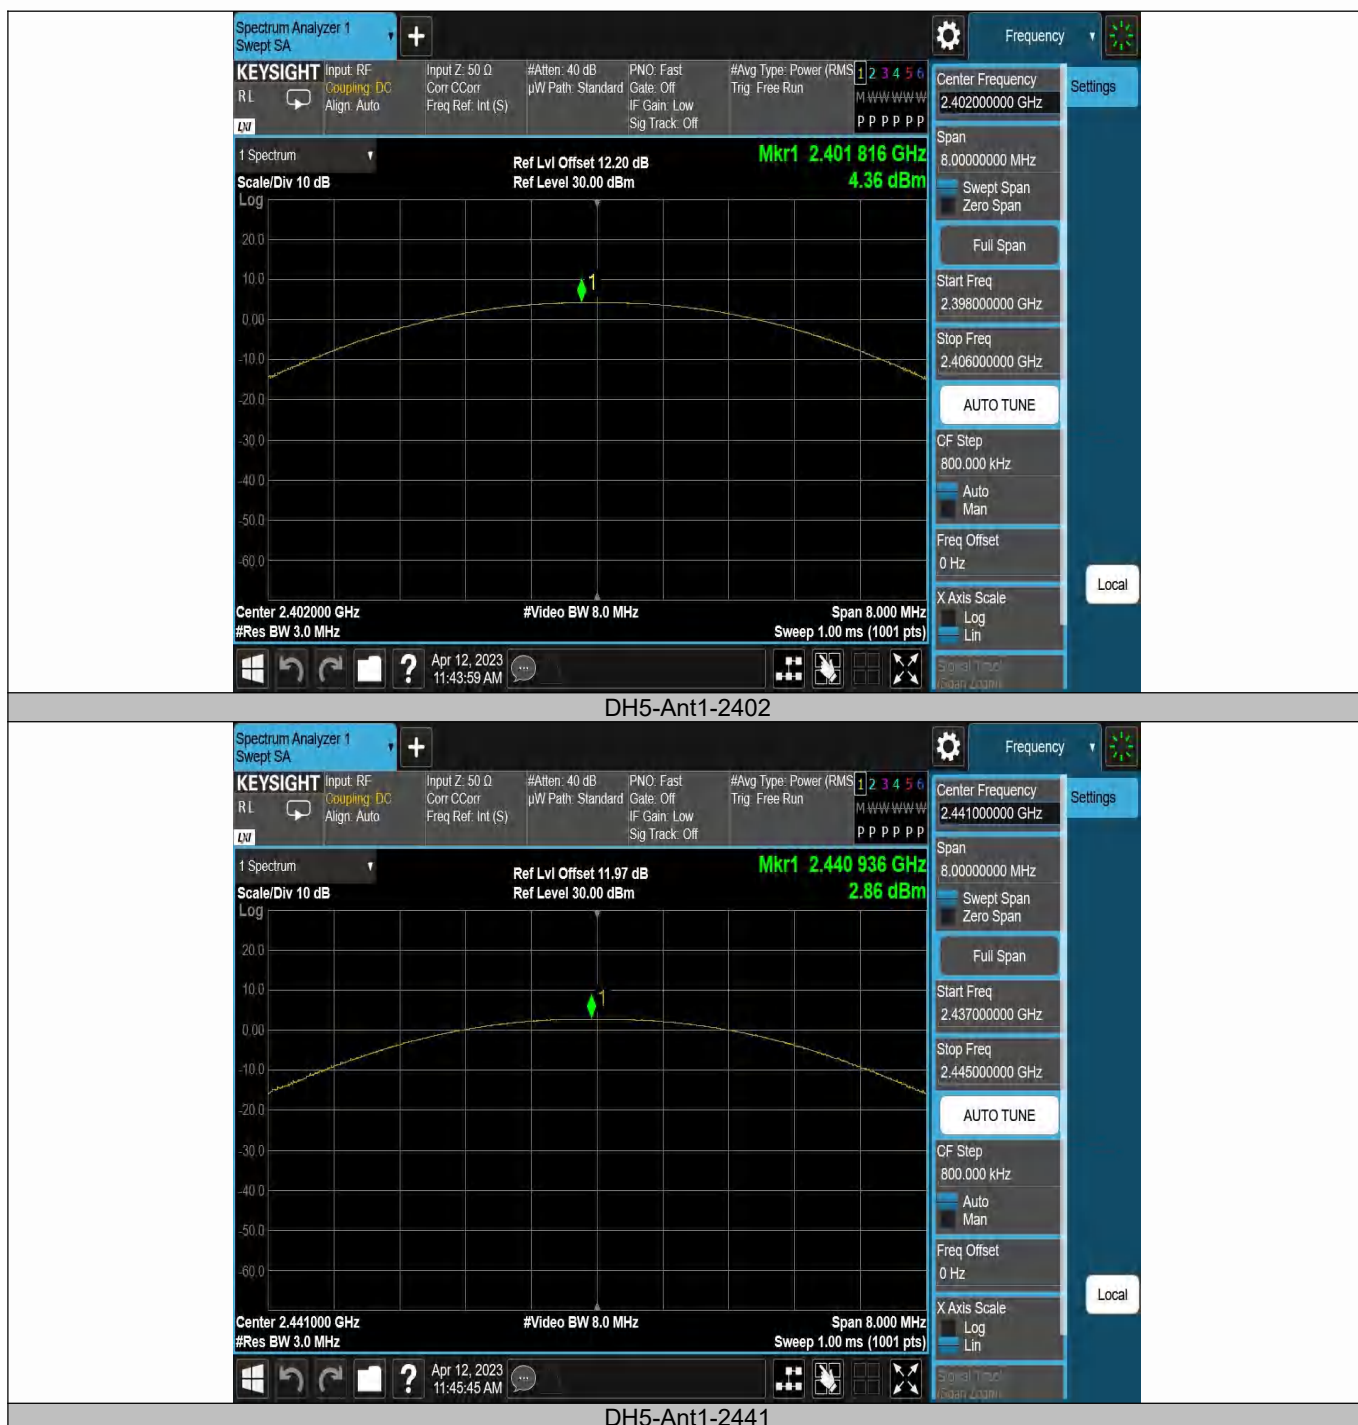 Spectrum Analyzer 1
Swept SA
Frequency
KEYSIGHT
RL
LXI
Input: RF
Coupling: DC
Align: Auto
Input Z: 50 Ω
Corr CCorr
Freq Ref: Int (S)
#Atten: 40 dB
µW Path: Standard
PNO: Fast
Gate: Off
IF Gain: Low
Sig Track: Off
#Avg Type: Power (RMS
Trig: Free Run
1 2 3 4 5 6
M W W W W W
P P P P P P
Center Frequency
2.402000000 GHz
Settings
1 Spectrum
Ref Lvl Offset 12.20 dB
Mkr1 2.401 816 GHz
Scale/Div 10 dB
Ref Level 30.00 dBm
4.36 dBm
Log
20.0
10.0
0.00
-10.0
-20.0
-30.0
-40.0
-50.0
-60.0
1
Span
8.00000000 MHz
Swept Span
Zero Span
Full Span
Start Freq
2.398000000 GHz
Stop Freq
2.406000000 GHz
AUTO TUNE
CF Step
800.000 kHz
Auto
Man
Freq Offset
0 Hz
X Axis Scale
Log
Lin
Signal Track
(Span Zoom)
Local
Center 2.402000 GHz
#Video BW 8.0 MHz
Span 8.000 MHz
#Res BW 3.0 MHz
Sweep 1.00 ms (1001 pts)
?
Apr 12, 2023
11:43:59 AM
DH5-Ant1-2402
Spectrum Analyzer 1
Swept SA
Frequency
KEYSIGHT
RL
LXI
Input: RF
Coupling: DC
Align: Auto
Input Z: 50 Ω
Corr CCorr
Freq Ref: Int (S)
#Atten: 40 dB
µW Path: Standard
PNO: Fast
Gate: Off
IF Gain: Low
Sig Track: Off
#Avg Type: Power (RMS
Trig: Free Run
1 2 3 4 5 6
M W W W W W
P P P P P P
Center Frequency
2.441000000 GHz
Settings
1 Spectrum
Ref Lvl Offset 11.97 dB
Mkr1 2.440 936 GHz
Scale/Div 10 dB
Ref Level 30.00 dBm
2.86 dBm
Log
20.0
10.0
0.00
-10.0
-20.0
-30.0
-40.0
-50.0
-60.0
1
Span
8.00000000 MHz
Swept Span
Zero Span
Full Span
Start Freq
2.437000000 GHz
Stop Freq
2.445000000 GHz
AUTO TUNE
CF Step
800.000 kHz
Auto
Man
Freq Offset
0 Hz
X Axis Scale
Log
Lin
Signal Track
(Span Zoom)
Local
Center 2.441000 GHz
#Video BW 8.0 MHz
Span 8.000 MHz
#Res BW 3.0 MHz
Sweep 1.00 ms (1001 pts)
?
Apr 12, 2023
11:45:45 AM
DH5-Ant1-2441